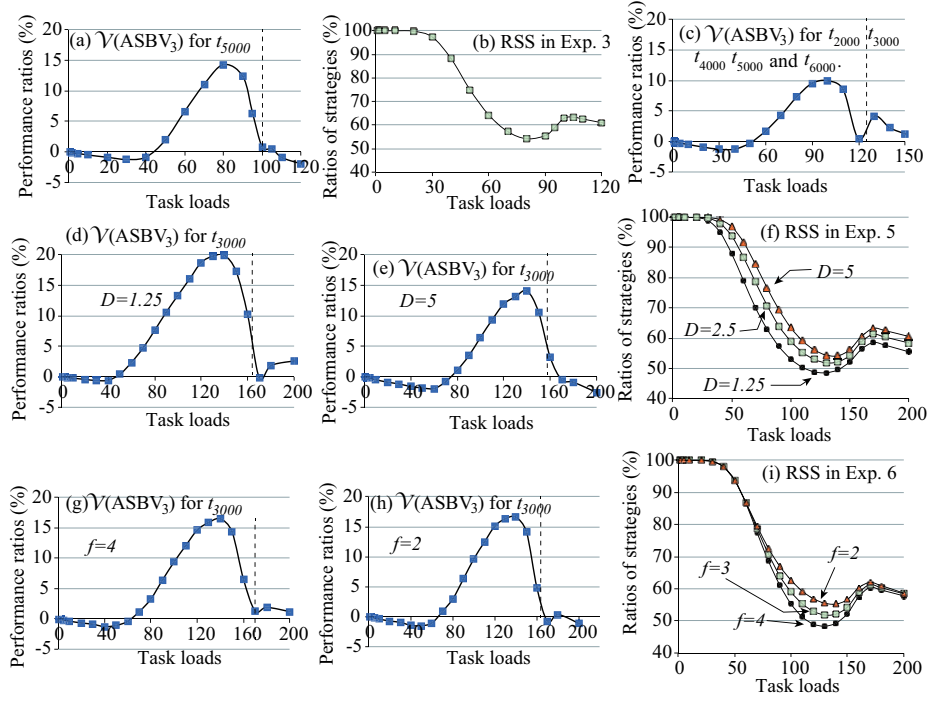 (a) 𝒱(ASBV3) for t5000
Performance ratios (%)
20
15
10
5
0
-5
0 20 40 60 80 100 120
Task loads
(b) RSS in Exp. 3
Ratios of strategies (%)
100
90
80
70
60
50
40
0 30 60 90 120
Task loads
(c) 𝒱(ASBV3) for t2000 t3000
t4000 t5000 and t6000.
Performance ratios (%)
20
15
10
5
0
-5
0 30 60 90 120 150
Task loads
(d) 𝒱(ASBV3) for t3000
D=1.25
Performance ratios (%)
20
15
10
5
0
-5
0 40 80 120 160 200
Task loads
(e) 𝒱(ASBV3) for t3000
D=5
Performance ratios (%)
20
15
10
5
0
-5
0 40 80 120 160 200
Task loads
(f) RSS in Exp. 5
D=5
D=2.5
D=1.25
Ratios of strategies (%)
100
90
80
70
60
50
40
0 50 100 150 200
Task loads
(g) 𝒱(ASBV3) for t3000
f=4
Performance ratios (%)
20
15
10
5
0
-5
0 40 80 120 160 200
Task loads
(h) 𝒱(ASBV3) for t3000
f=2
Performance ratios (%)
20
15
10
5
0
-5
0 40 80 120 160 200
Task loads
(i) RSS in Exp. 6
f=2
f=3
f=4
Ratios of strategies (%)
100
90
80
70
60
50
40
0 50 100 150 200
Task loads